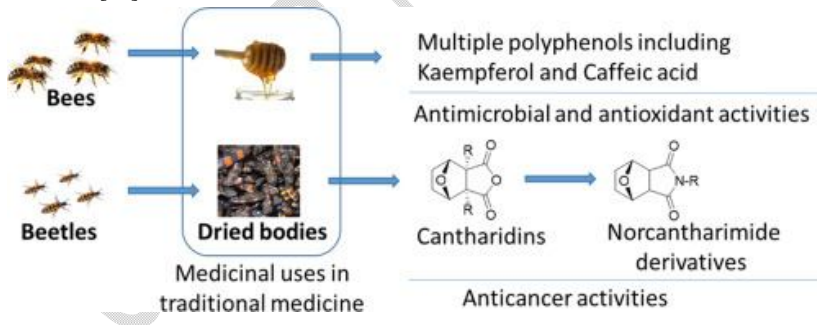 Bees
Multiple polyphenols including
Kaempferol and Caffeic acid
Antimicrobial and antioxidant activities
Beetles
Dried bodies
R
O
O
O
O
R
Cantharidins
O
O
N-R
O
Norcantharimide
derivatives
Medicinal uses in
traditional medicine
Anticancer activities